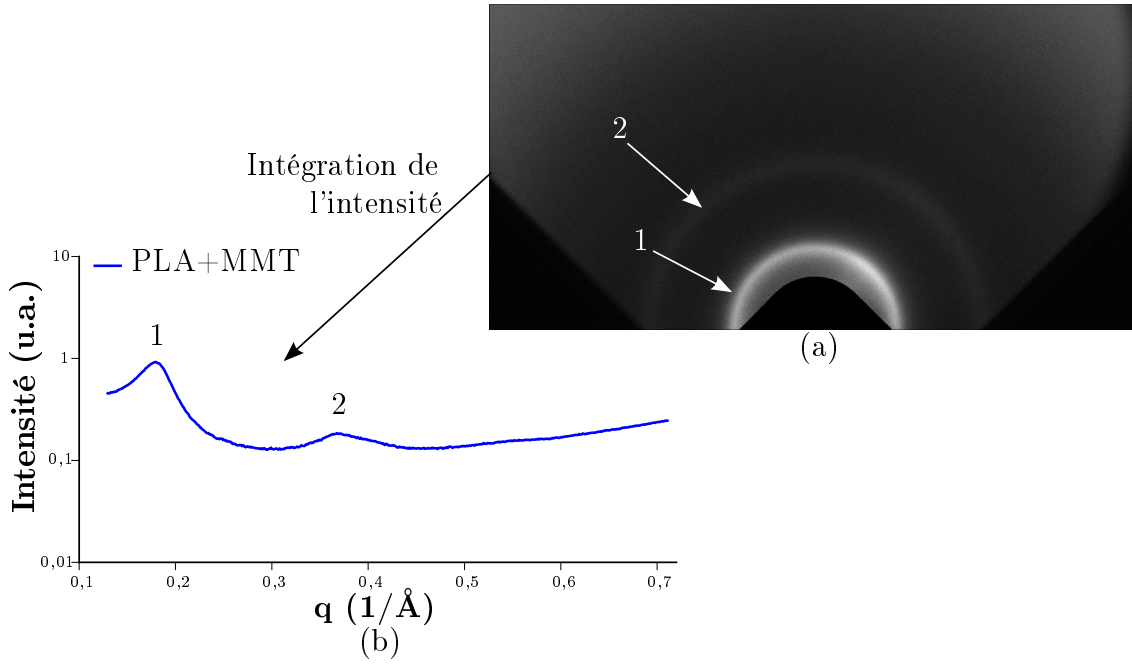 2
1
(a)
Intégration de
l'intensité
10
PLA+MMT
1
1
2
0,1
0,01
Intensité (u.a.)
0,1 0,2 0,3 0,4 0,5 0,6 0,7
q (1/Å)
(b)